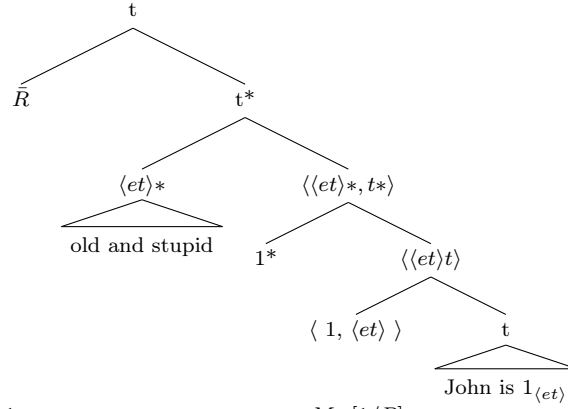 t
R̄ t*
⟨et⟩* ⟨⟨et⟩*, t*⟩
old and stupid 1* ⟨⟨et⟩t⟩
⟨ 1, ⟨et⟩ ⟩ t
John is 1⟨et⟩